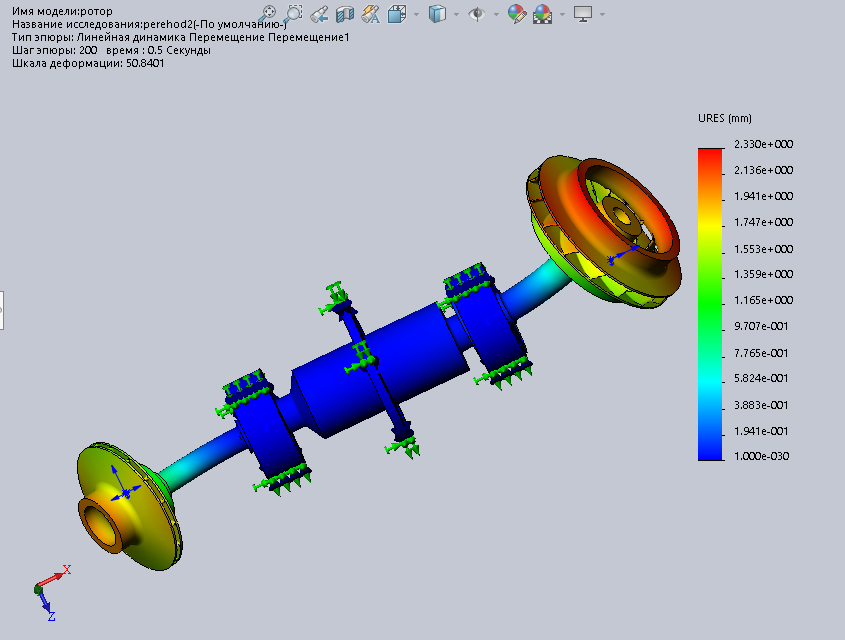 Имя модели:ротор
Название исследования:perehod2(-По умолчанию-)
Тип эпюры: Линейная динамика Перемещение Перемещение1
Шаг эпюры: 200 время : 0.5 Секунды
Шкала деформации: 50.8401
URES (mm)
2.330e+000
2.136e+000
1.941e+000
1.747e+000
1.553e+000
1.359e+000
1.165e+000
9.707e-001
7.765e-001
5.824e-001
3.883e-001
1.941e-001
1.000e-030
X
Z